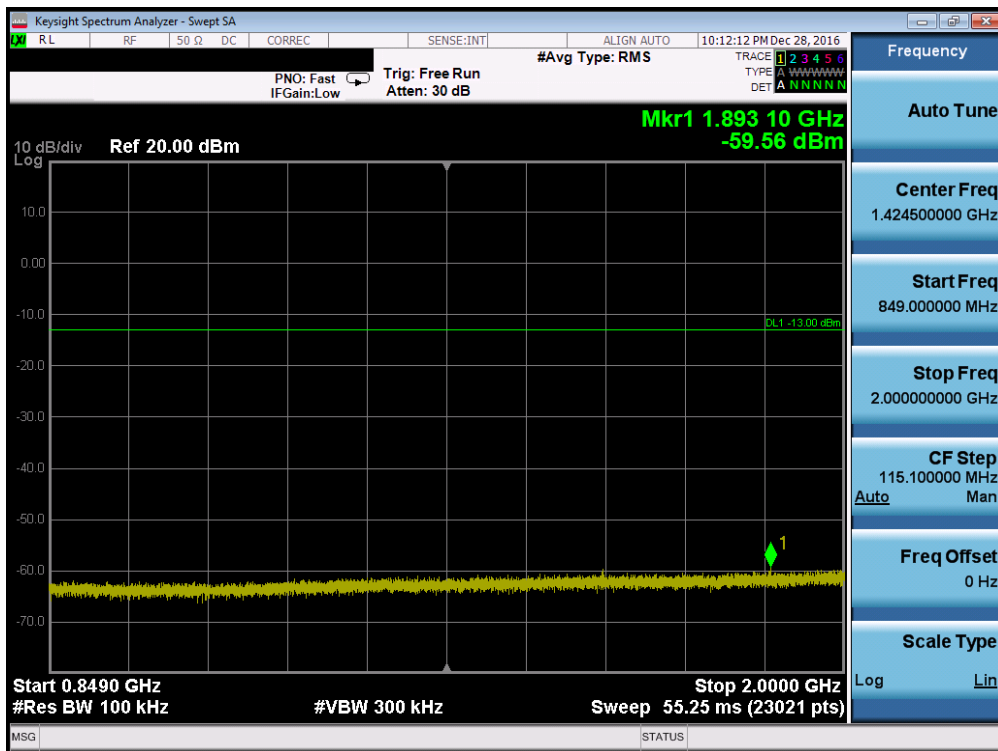 Keysight Spectrum Analyzer - Swept SA
LXI RL RF 50 Ω DC CORREC SENSE:INT ALIGN AUTO 10:12:12 PM Dec 28, 2016
PNO: Fast
IFGain:Low
Trig: Free Run
Atten: 30 dB
#Avg Type: RMS
TRACE 1 2 3 4 5 6
TYPE A WWWWW
DET A N N N N N
Mkr1 1.893 10 GHz
-59.56 dBm
10 dB/div Ref 20.00 dBm
Log
10.0
0.00
-10.0
DL1 -13.00 dBm
-20.0
-30.0
-40.0
-50.0
1
-60.0
-70.0
Start 0.8490 GHz Stop 2.0000 GHz
#Res BW 100 kHz #VBW 300 kHz Sweep 55.25 ms (23021 pts)
MSG STATUS
Frequency
Auto Tune
Center Freq
1.424500000 GHz
Start Freq
849.000000 MHz
Stop Freq
2.000000000 GHz
CF Step
115.100000 MHz
Auto Man
Freq Offset
0 Hz
Scale Type
Log Lin